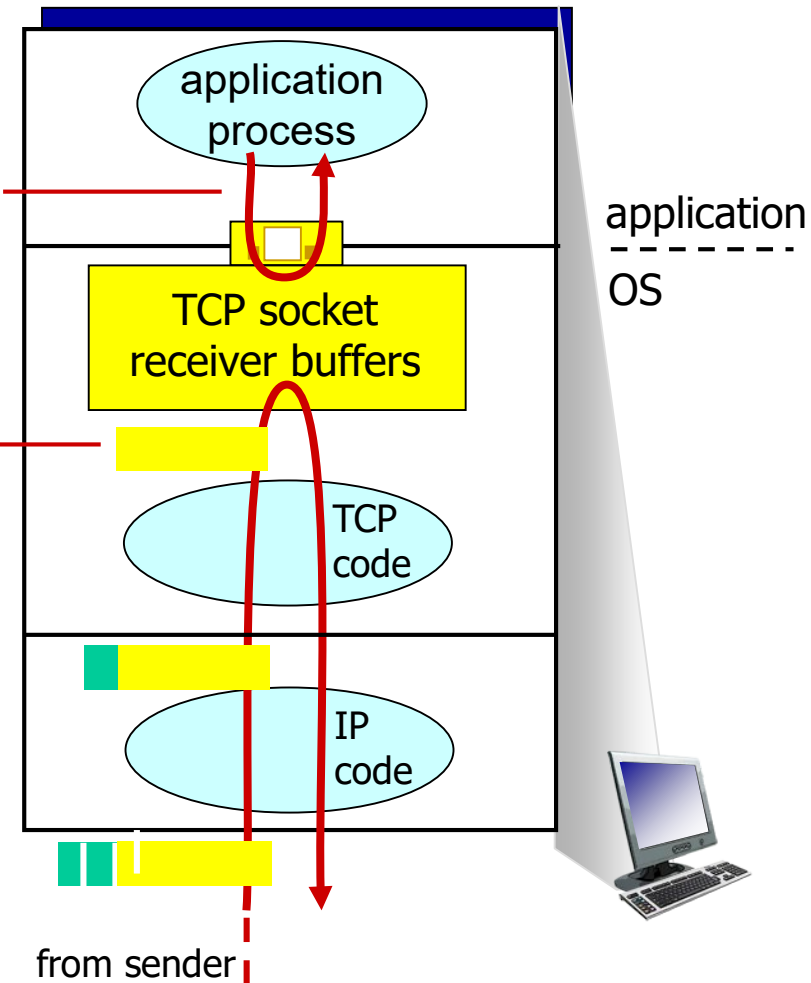 application
process
application
OS
TCP socket
receiver buffers
TCP
code
IP
code
from sender